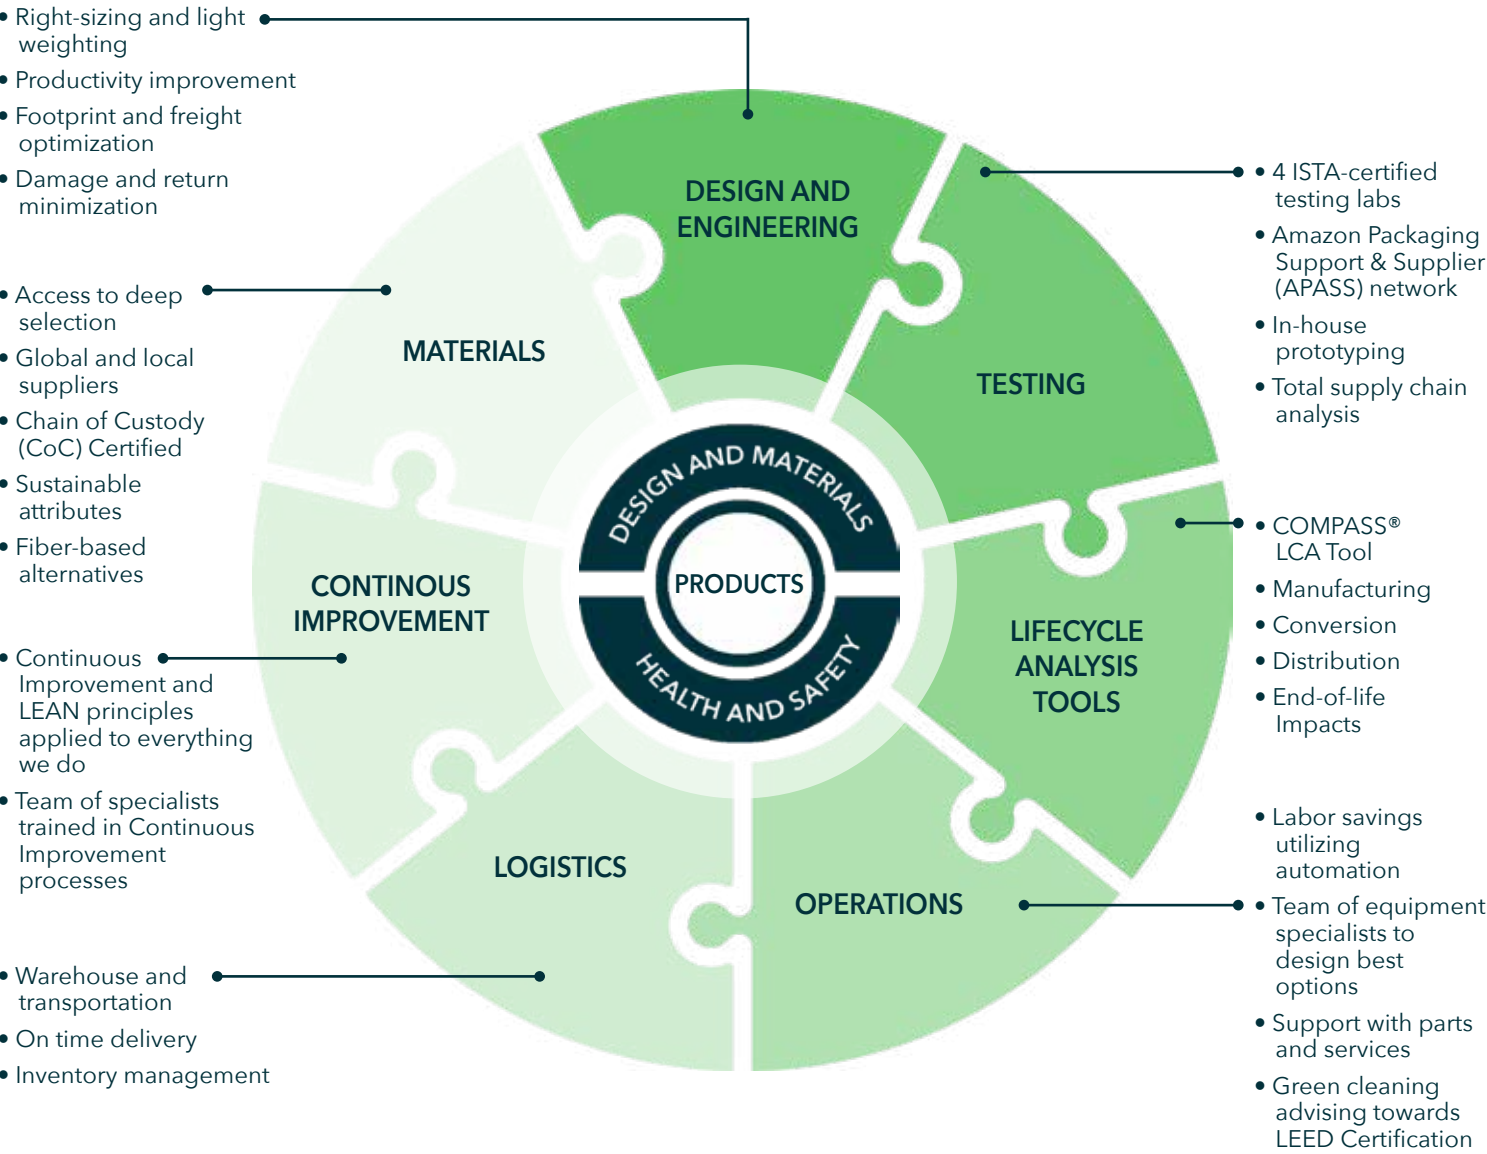 • Right-sizing and light
weighting
• Productivity improvement
• Footprint and freight
optimization
• Damage and return
minimization
• Access to deep
selection
• Global and local
suppliers
• Chain of Custody
(CoC) Certified
• Sustainable
attributes
• Fiber-based
alternatives
• Continuous
Improvement and
LEAN principles
applied to everything
we do
• Team of specialists
trained in Continuous
Improvement
processes
• Warehouse and
transportation
• On time delivery
• Inventory management
DESIGN AND
ENGINEERING
TESTING
LIFECYCLE
ANALYSIS
TOOLS
OPERATIONS
LOGISTICS
CONTINOUS
IMPROVEMENT
MATERIALS
DESIGN AND MATERIALS
PRODUCTS
HEALTH AND SAFETY
• 4 ISTA-certified
testing labs
• Amazon Packaging
Support & Supplier
(APASS) network
• In-house
prototyping
• Total supply chain
analysis
• COMPASS®
LCA Tool
• Manufacturing
• Conversion
• Distribution
• End-of-life
Impacts
• Labor savings
utilizing
automation
• Team of equipment
specialists to
design best
options
• Support with parts
and services
• Green cleaning
advising towards
LEED Certification